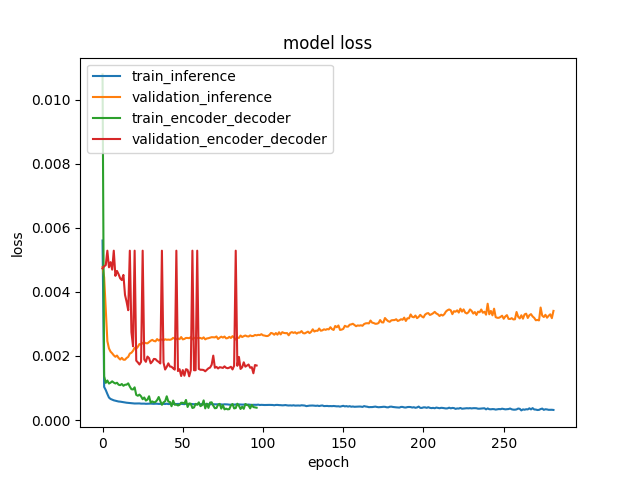 model loss
train_inference
validation_inference
train_encoder_decoder
validation_encoder_decoder
0.010
0.008
0.006
0.004
0.002
0.000
loss
0 50 100 150 200 250
epoch